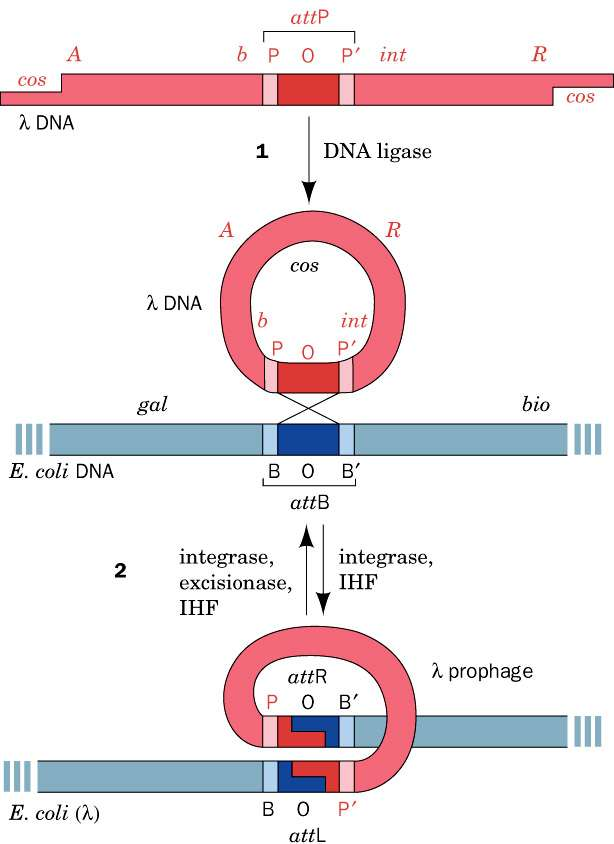 attP
A b P O P′ int R
cos
cos
λ DNA
1 DNA ligase
A R
cos
λ DNA
b int
P O P′
gal bio
E. coli DNA B O B′
attB
2
integrase,
excisionase,
IHF
integrase,
IHF
λ prophage
attR
P O B′
E. coli (λ) B O P′
attL